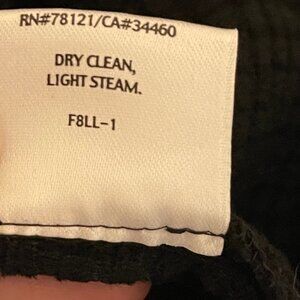 RN#78121/CA#34460
DRY CLEAN,
LIGHT STEAM.
F8LL-1